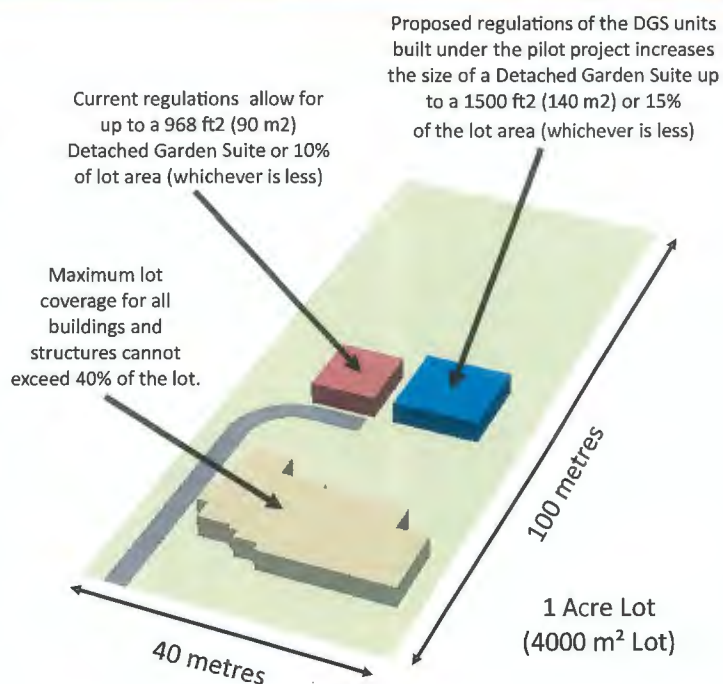 Proposed regulations of the DGS units
built under the pilot project increases
the size of a Detached Garden Suite up
to a 1500 ft2 (140 m2) or 15%
of the lot area (whichever is less)
Current regulations allow for
up to a 968 ft2 (90 m2)
Detached Garden Suite or 10%
of lot area (whichever is less)
Maximum lot
coverage for all
buildings and
structures cannot
exceed 40% of the lot.
100 metres
1 Acre Lot
(4000 m² Lot)
40 metres